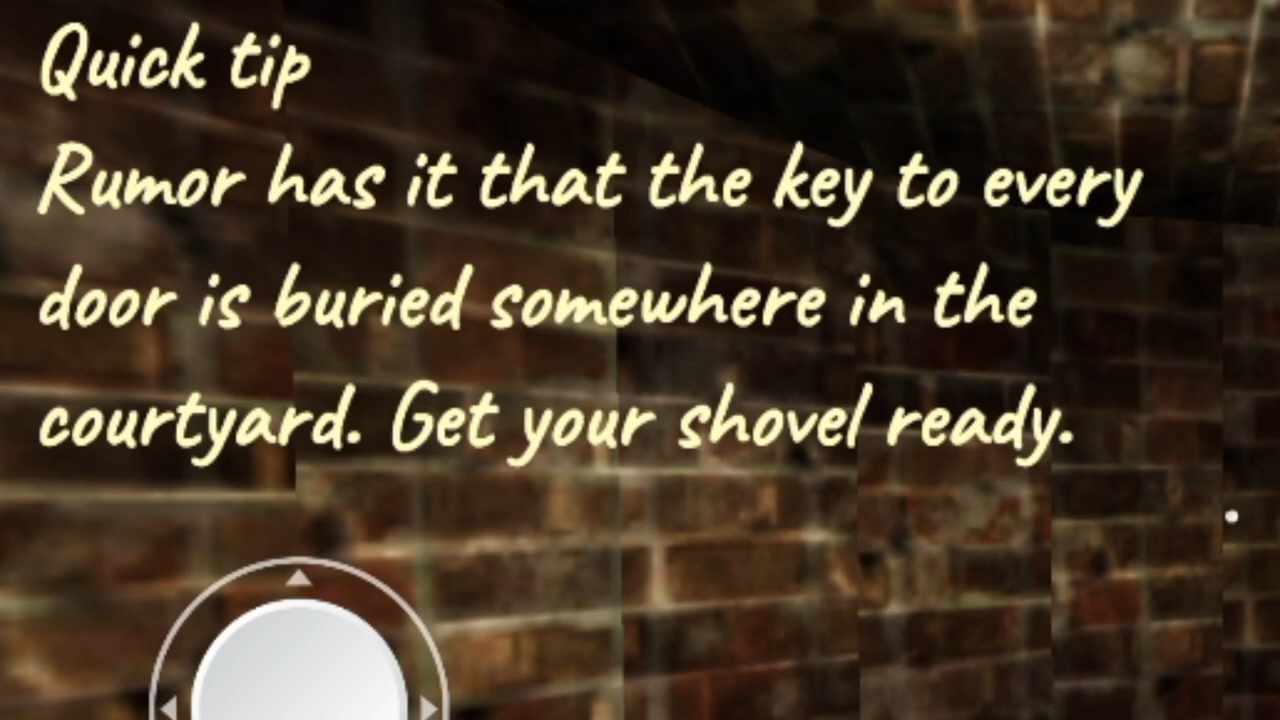 Quick tip
Rumor has it that the key to every
door is buried somewhere in the
courtyard. Get your shovel ready.